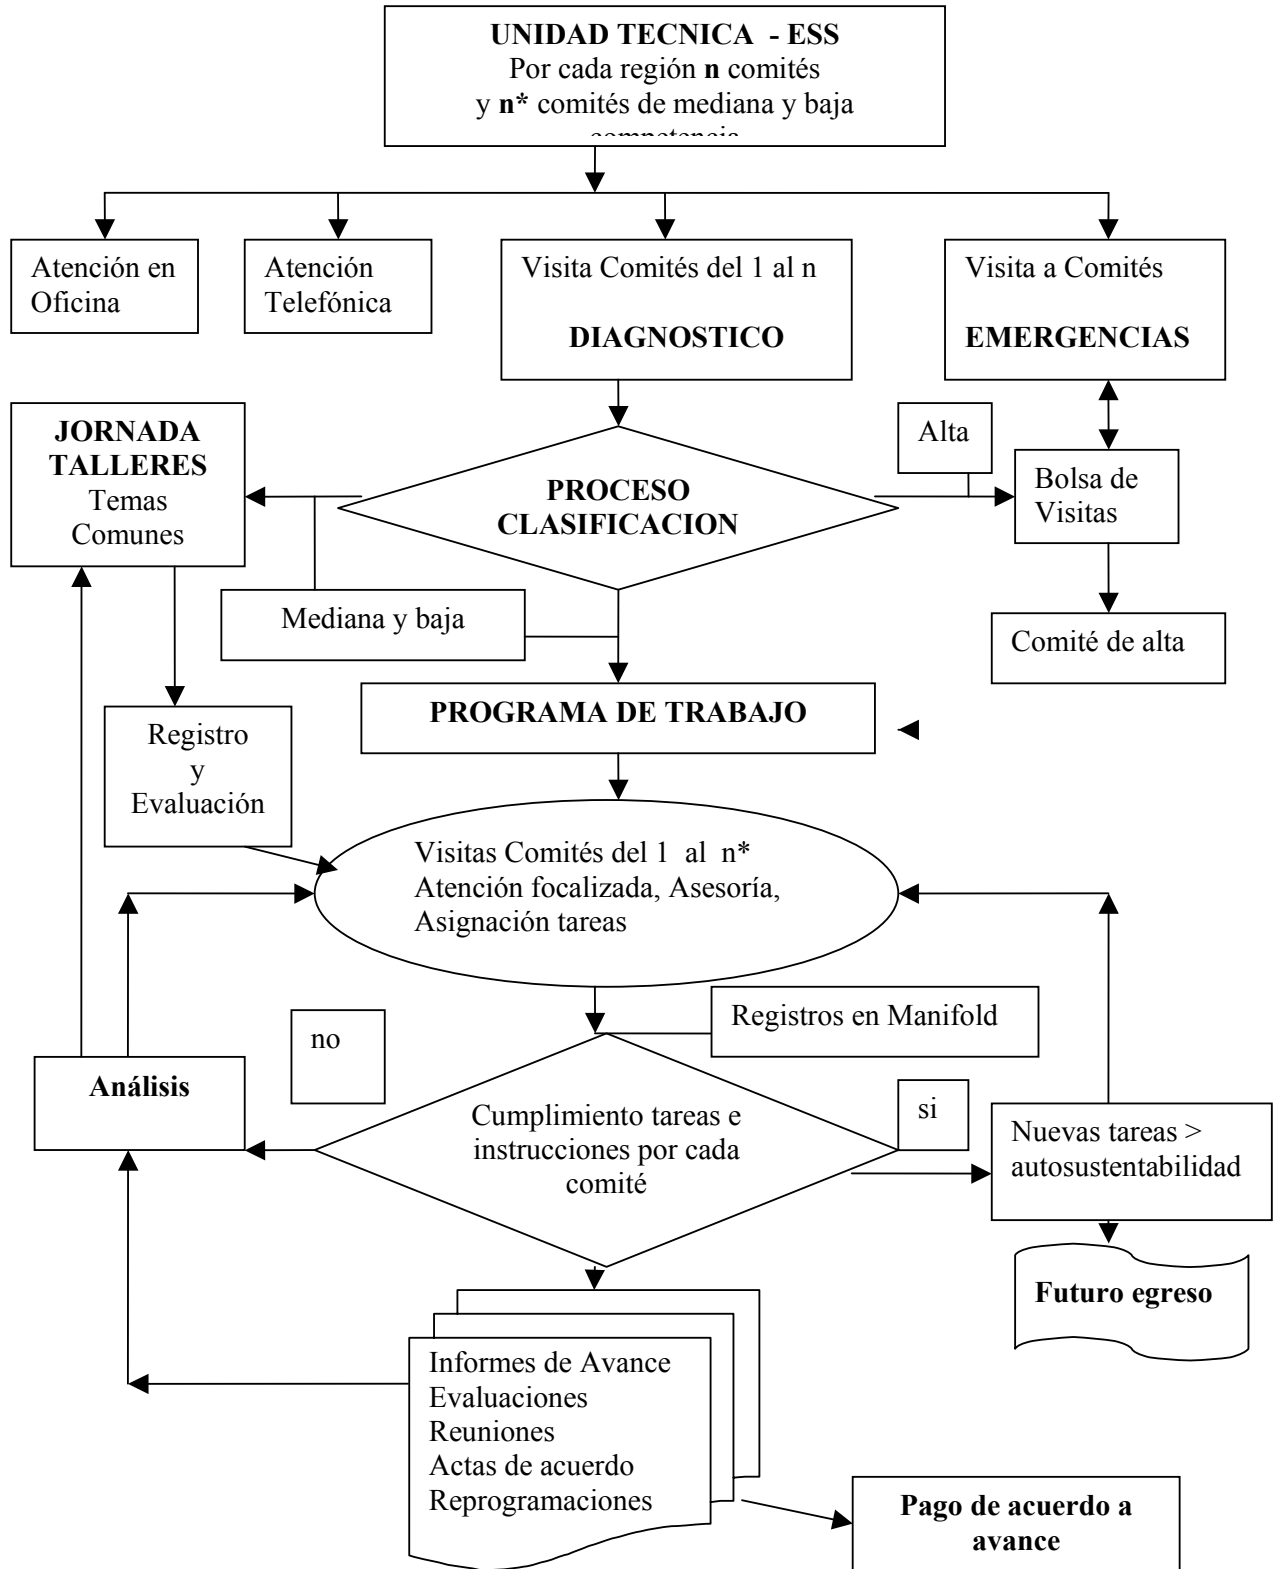 UNIDAD TECNICA - ESS
Por cada región n comités
y n* comités de mediana y baja
competencia
Atención en
Oficina
Atención
Telefónica
Visita Comités del 1 al n
DIAGNOSTICO
Visita a Comités
EMERGENCIAS
JORNADA
TALLERES
Temas
Comunes
PROCESO
CLASIFICACION
Alta
Bolsa de
Visitas
Mediana y baja
Comité de alta
PROGRAMA DE TRABAJO
Registro
y
Evaluación
Visitas Comités del 1 al n*
Atención focalizada, Asesoría,
Asignación tareas
Registros en Manifold
no
Análisis
Cumplimiento tareas e
instrucciones por cada
comité
si
Nuevas tareas >
autosustentabilidad
Futuro egreso
Informes de Avance
Evaluaciones
Reuniones
Actas de acuerdo
Reprogramaciones
Pago de acuerdo a
avance